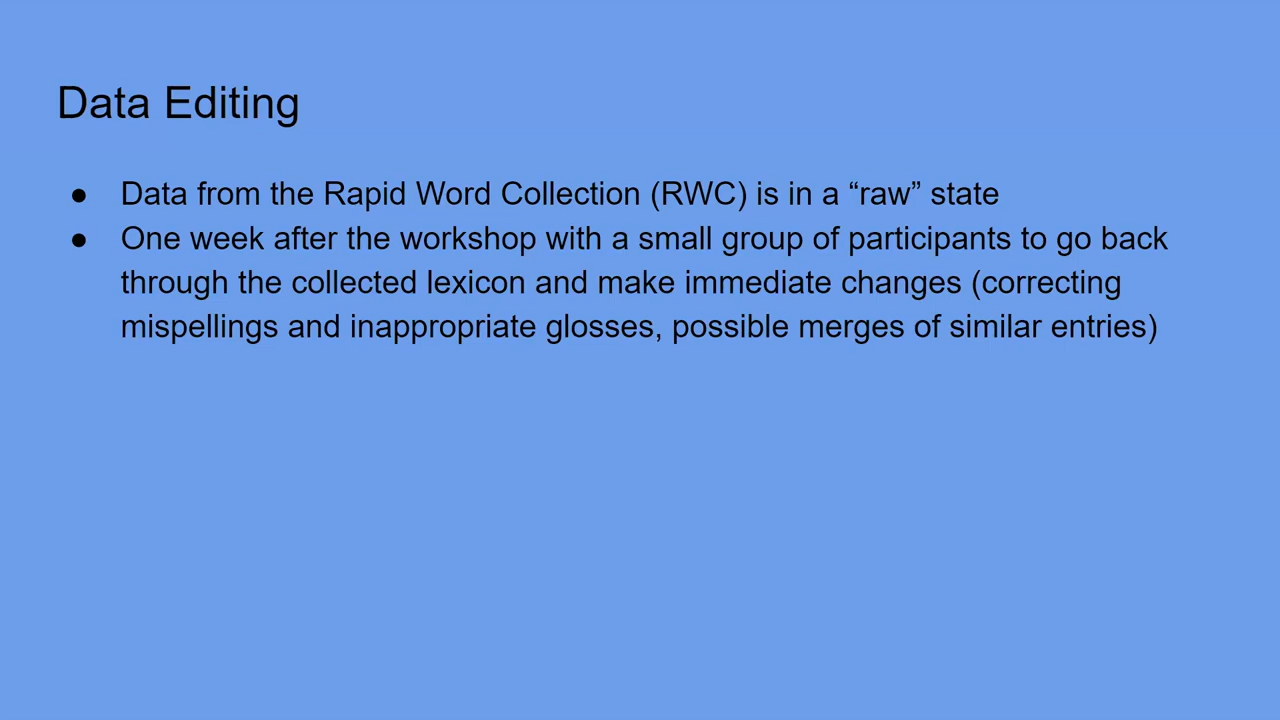 Data Editing
● Data from the Rapid Word Collection (RWC) is in a “raw” state
● One week after the workshop with a small group of participants to go back
through the collected lexicon and make immediate changes (correcting
mispellings and inappropriate glosses, possible merges of similar entries)